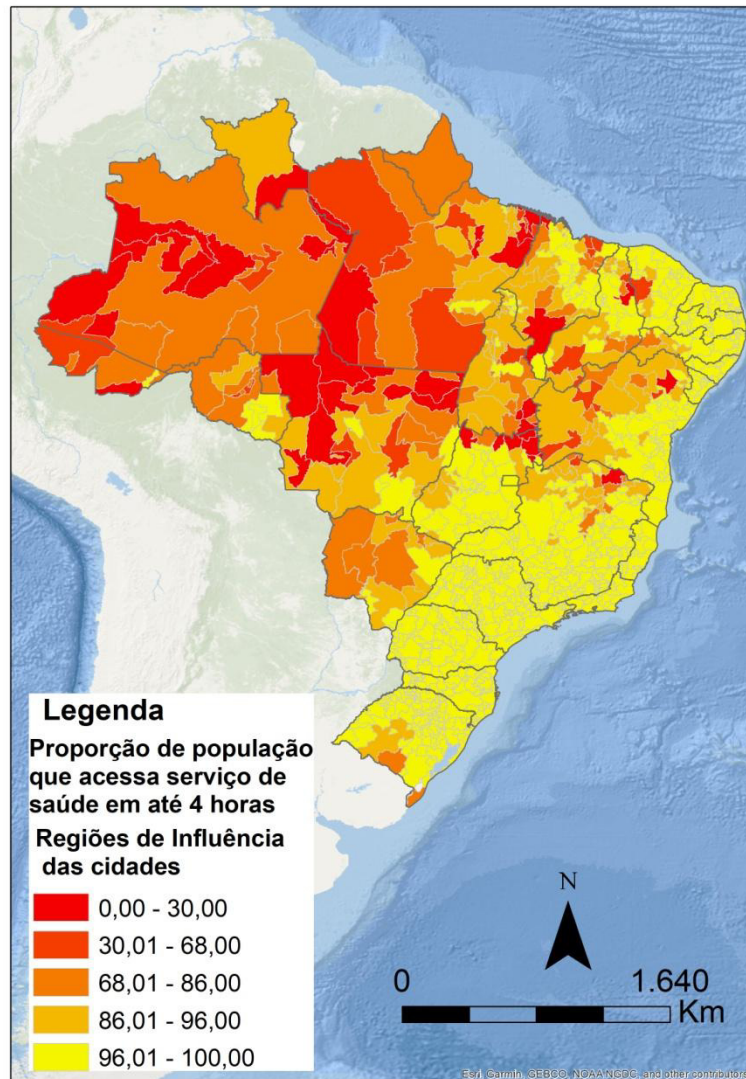 Legenda
Proporção de população
que acessa serviço de
saúde em até 4 horas
Regiões de Influência
das cidades
0,00 - 30,00
30,01 - 68,00
68,01 - 86,00
86,01 - 96,00
96,01 - 100,00
N
0 1.640
Km
Esri, Garmin, GEBCO, NOAA NGDC, and other contributors